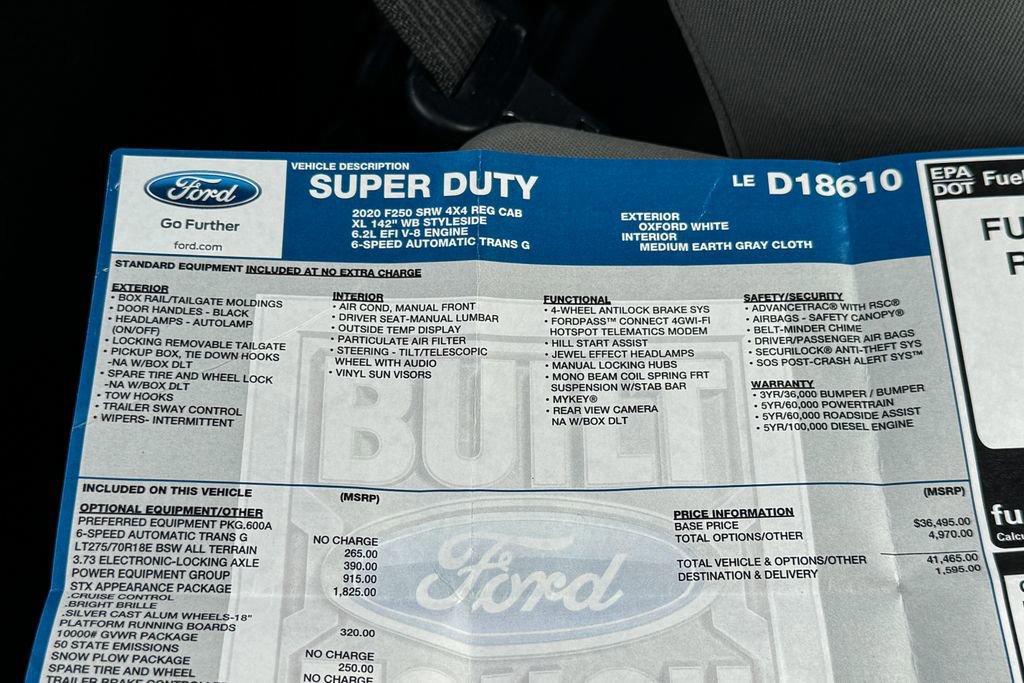 Ford
Go Further
ford.com
VEHICLE DESCRIPTION
SUPER DUTY
2020 F250 SRW 4X4 REG CAB
XL 142" WB STYLESIDE
6.2L EFI V-8 ENGINE
6-SPEED AUTOMATIC TRANS G
LE D18610
EXTERIOR
OXFORD WHITE
INTERIOR
MEDIUM EARTH GRAY CLOTH
STANDARD EQUIPMENT INCLUDED AT NO EXTRA CHARGE
EXTERIOR
• BOX RAIL/TAILGATE MOLDINGS
• DOOR HANDLES - BLACK
• HEADLAMPS - AUTOLAMP
(ON/OFF)
• LOCKING REMOVABLE TAILGATE
• PICKUP BOX, TIE DOWN HOOKS
-NA W/BOX DLT
• SPARE TIRE AND WHEEL LOCK
-NA W/BOX DLT
• TOW HOOKS
• TRAILER SWAY CONTROL
• WIPERS- INTERMITTENT
INTERIOR
• AIR COND, MANUAL FRONT
• DRIVER SEAT-MANUAL LUMBAR
• OUTSIDE TEMP DISPLAY
• PARTICULATE AIR FILTER
• STEERING - TILT/TELESCOPIC
WHEEL WITH AUDIO
• VINYL SUN VISORS
FUNCTIONAL
• 4-WHEEL ANTILOCK BRAKE SYS
• FORDPASS™ CONNECT 4GWI-FI
HOTSPOT TELEMATICS MODEM
• HILL START ASSIST
• JEWEL EFFECT HEADLAMPS
• MANUAL LOCKING HUBS
• MONO BEAM COIL SPRING FRT
SUSPENSION W/STAB BAR
• MYKEY®
• REAR VIEW CAMERA
NA W/BOX DLT
SAFETY/SECURITY
• ADVANCETRAC® WITH RSC®
• AIRBAGS - SAFETY CANOPY®
• BELT-MINDER CHIME
• DRIVER/PASSENGER AIR BAGS
• SECURILOCK® ANTI-THEFT SYS
• SOS POST-CRASH ALERT SYS™
WARRANTY
• 3YR/36,000 BUMPER / BUMPER
• 5YR/60,000 POWERTRAIN
• 5YR/60,000 ROADSIDE ASSIST
• 5YR/100,000 DIESEL ENGINE
BUILT
Ford
INCLUDED ON THIS VEHICLE
(MSRP)
OPTIONAL EQUIPMENT/OTHER
PREFERRED EQUIPMENT PKG.600A
6-SPEED AUTOMATIC TRANS G
LT275/70R18E BSW ALL TERRAIN
3.73 ELECTRONIC-LOCKING AXLE
POWER EQUIPMENT GROUP
STX APPEARANCE PACKAGE
.CRUISE CONTROL
.BRIGHT BRILLE
.SILVER CAST ALUM WHEELS-18"
PLATFORM RUNNING BOARDS
10000# GVWR PACKAGE
50 STATE EMISSIONS
SNOW PLOW PACKAGE
SPARE TIRE AND WHEEL
TRAILER BRAKE
NO CHARGE
265.00
390.00
915.00
1,825.00
320.00
NO CHARGE
250.00
NO CHARGE
PRICE INFORMATION
BASE PRICE
TOTAL OPTIONS/OTHER
TOTAL VEHICLE & OPTIONS/OTHER
DESTINATION & DELIVERY
(MSRP)
$36,495.00
4,970.00
41,465.00
1,595.00
EPA
DOT
Fuel